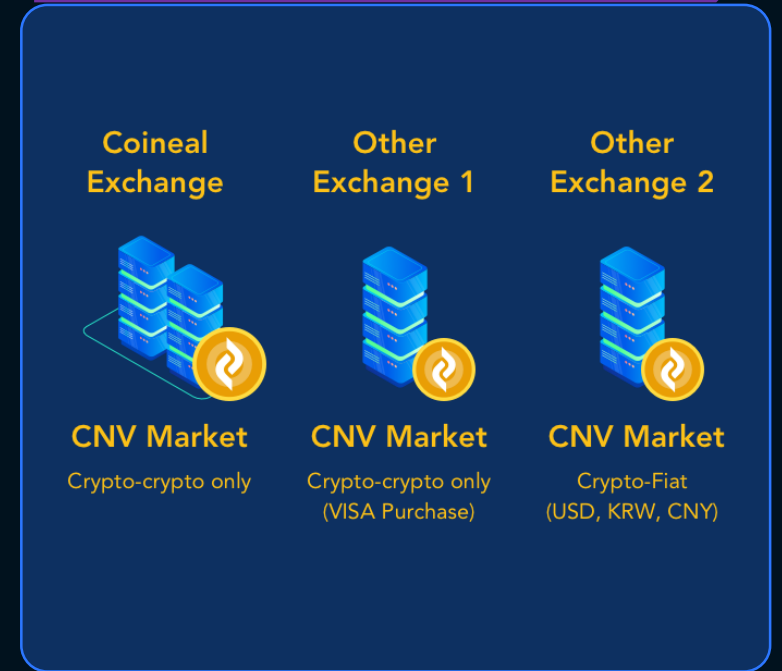 Coineal
Exchange
CNV Market
Crypto-crypto only
Other
Exchange 1
CNV Market
Crypto-crypto only
(VISA Purchase)
Other
Exchange 2
CNV Market
Crypto-Fiat
(USD, KRW, CNY)